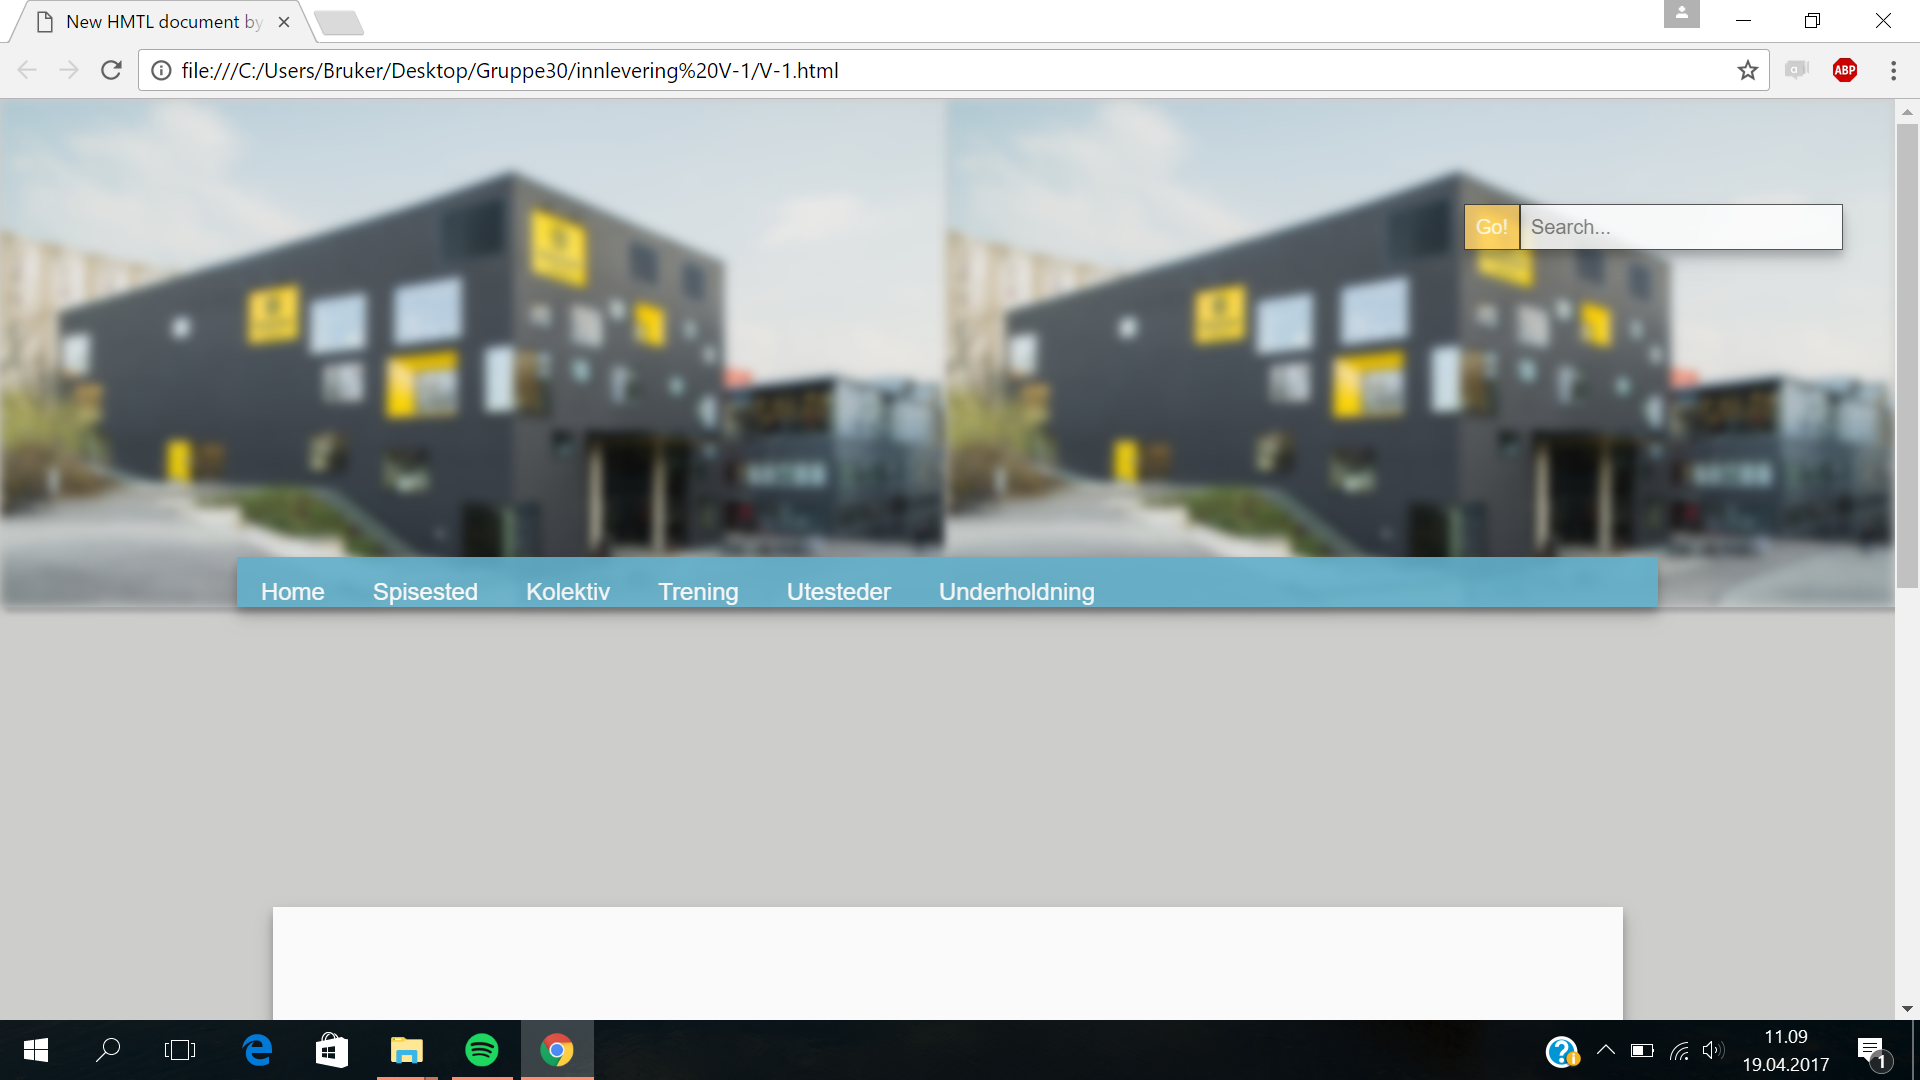 New HMTL document by
file:///C:/Users/Bruker/Desktop/Gruppe30/innlevering%20V-1/V-1.html
ABP
Go! Search...
Home Spisested Kolektiv Trening Utesteder Underholdning
11.09
19.04.2017
1